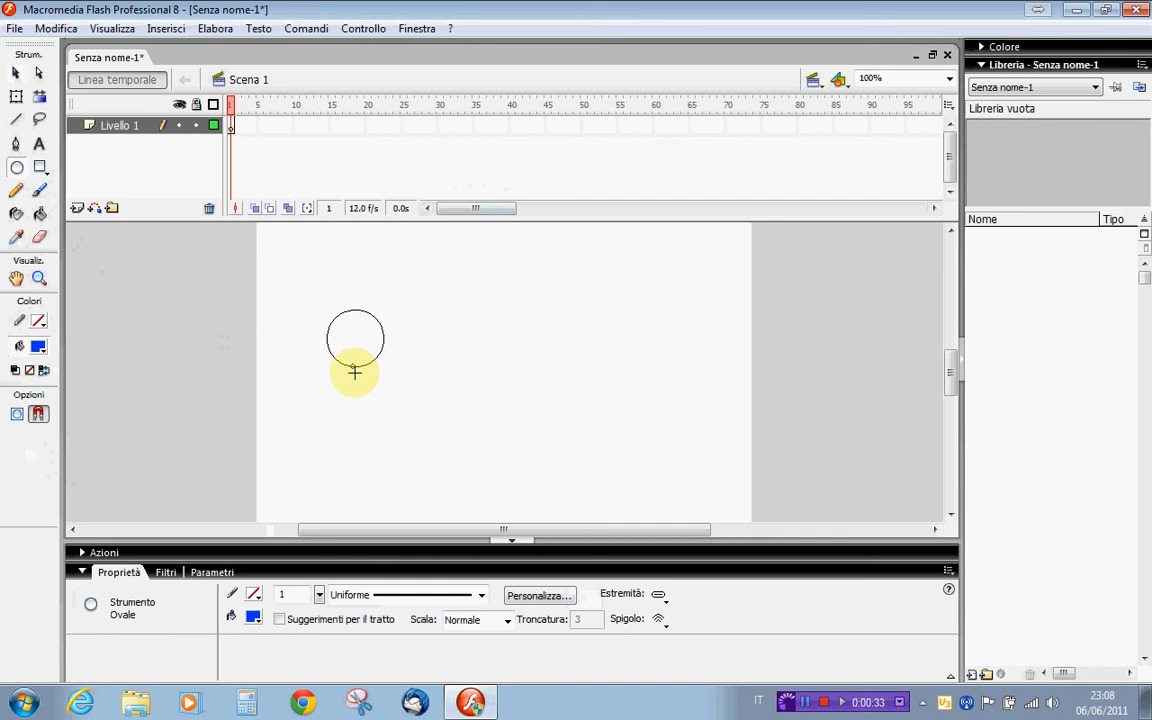 Macromedia Flash Professional 8 - [Senza nome-1*]
File Modifica Visualizza Inserisci Elabora Testo Comandi Controllo Finestra ?
Strum.
Senza nome-1*
Colore
Libreria - Senza nome-1
Linea temporale
Scena 1
100%
Senza nome-1
Libreria vuota
1 5 10 15 20 25 30 35 40 45 50 55 60 65 70 75 80 85 90 95
Livello 1
A
1 12.0 f/s 0.0s
Nome Tipo
Visualiz.
Colori
Opzioni
Azioni
Proprietà Filtri Parametri
Strumento
Ovale
1 Uniforme Personalizza... Estremità:
Suggerimenti per il tratto Scala: Normale Troncatura: 3 Spigolo:
IT
0:00:33
23:08
06/06/2011